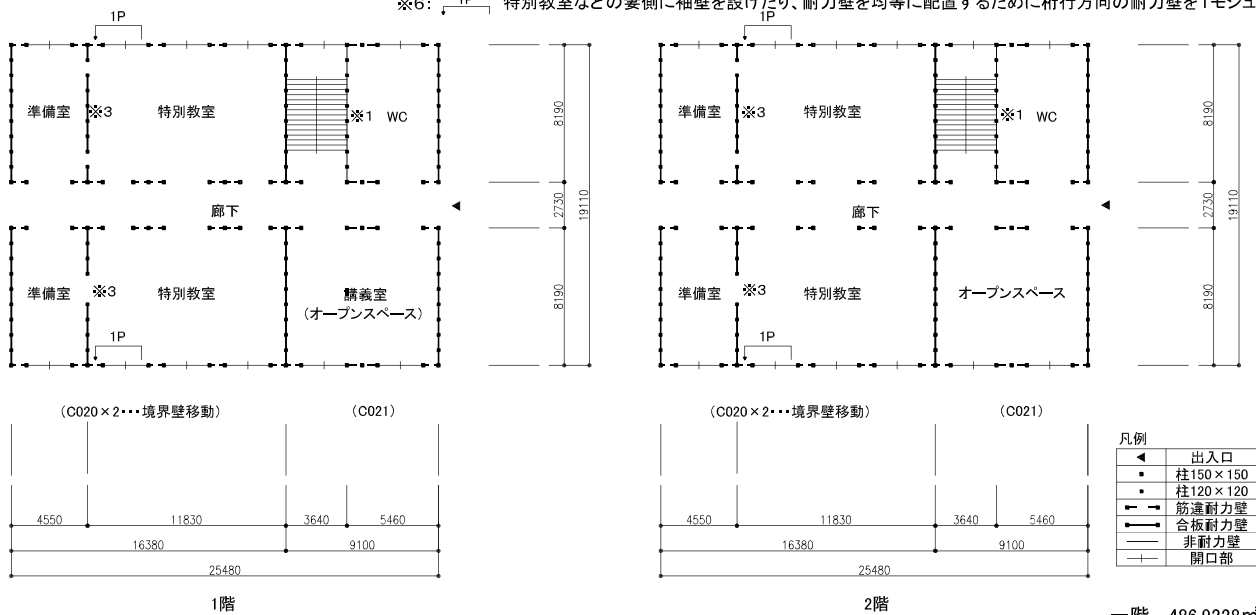 ※6: 1P 特別教室などの妻側に袖壁を設けたり、耐力壁を均等に配置するために桁行方向の耐力壁を1モジュ
1P
準備室 ※3 特別教室 ※1 WC
8190
廊下
2730
19110
準備室 ※3 特別教室 講義室
(オープンスペース)
8190
1P
(C020×2・・・境界壁移動) (C021)
4550 11830 3640 5460
16380 9100
25480
1階
1P
準備室 ※3 特別教室 ※1 WC
8190
廊下
2730
19110
準備室 ※3 特別教室 オープンスペース
8190
1P
(C020×2・・・境界壁移動) (C021)
4550 11830 3640 5460
16380 9100
25480
2階
凡例
出入口
柱150×150
柱120×120
筋違耐力壁
合板耐力壁
非耐力壁
開口部